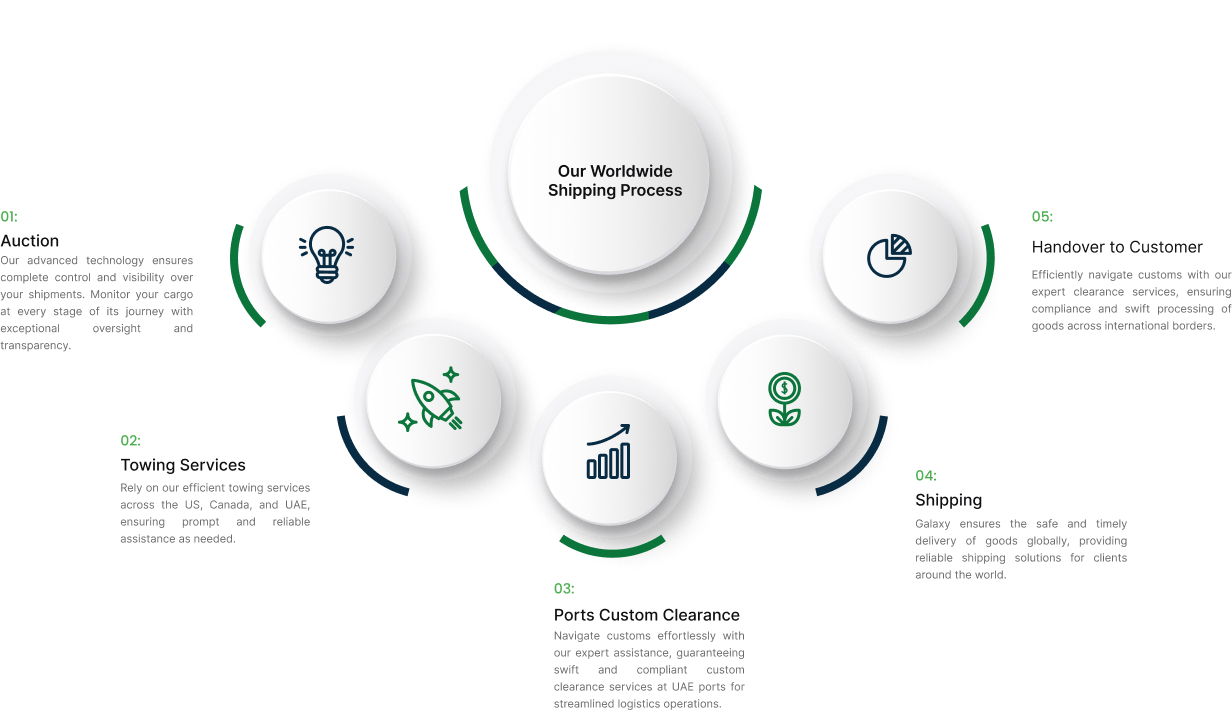 Our Worldwide
Shipping Process
01:
Auction
Our advanced technology ensures
complete control and visibility over
your shipments. Monitor your cargo
at every stage of its journey with
exceptional oversight and
transparency.
02:
Towing Services
Rely on our efficient towing services
across the US, Canada, and UAE,
ensuring prompt and reliable
assistance as needed.
03:
Ports Custom Clearance
Navigate customs effortlessly with
our expert assistance, guaranteeing
swift and compliant custom
clearance services at UAE ports for
streamlined logistics operations.
04:
Shipping
Galaxy ensures the safe and timely
delivery of goods globally, providing
reliable shipping solutions for clients
around the world.
05:
Handover to Customer
Efficiently navigate customs with our
expert clearance services, ensuring
compliance and swift processing of
goods across international borders.
$